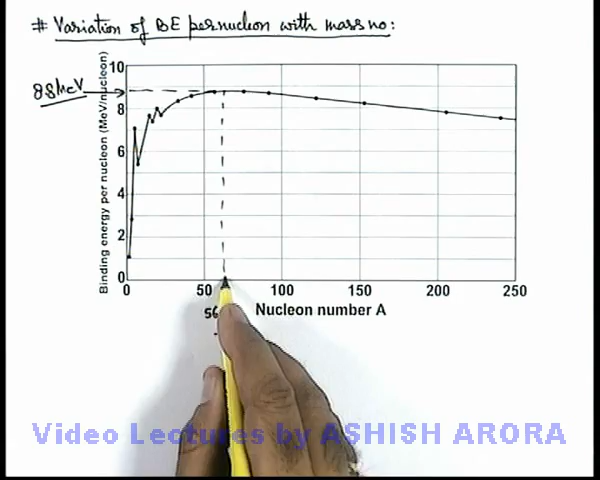 # Variation of BE per nucleon with mass no:
8.8 MeV
Binding energy per nucleon (MeV/nucleon)
10
8
6
4
2
0
0 50 100 150 200 250
56
Nucleon number A
Video Lectures by ASHISH ARORA